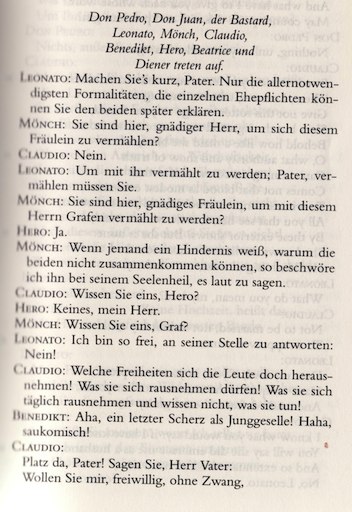 Don Pedro, Don Juan, der Bastard,
Leonato, Mönch, Claudio,
Benedikt, Hero, Beatrice und
Diener treten auf.
LEONATO: Machen Sie's kurz, Pater. Nur die allernotwen-
digsten Formalitäten, die einzelnen Ehepflichten kön-
nen Sie den beiden später erklären.
MÖNCH: Sie sind hier, gnädiger Herr, um sich diesem
Fräulein zu vermählen?
CLAUDIO: Nein.
LEONATO: Um mit ihr vermählt zu werden; Pater, ver-
mählen müssen Sie.
MÖNCH: Sie sind hier, gnädiges Fräulein, um mit diesem
Herrn Grafen vermählt zu werden?
HERO: Ja.
MÖNCH: Wenn jemand ein Hindernis weiß, warum die
beiden nicht zusammenkommen können, so beschwöre
ich ihn bei seinem Seelenheil, es laut zu sagen.
CLAUDIO: Wissen Sie eins, Hero?
HERO: Keines, mein Herr.
MÖNCH: Wissen Sie eins, Graf?
LEONATO: Ich bin so frei, an seiner Stelle zu antworten:
Nein!
CLAUDIO: Welche Freiheiten sich die Leute doch heraus-
nehmen! Was sie sich rausnehmen dürfen! Was sie sich
täglich rausnehmen und wissen nicht, was sie tun!
BENEDIKT: Aha, ein letzter Scherz als Junggeselle! Haha,
saukomisch!
CLAUDIO:
Platz da, Pater! Sagen Sie, Herr Vater:
Wollen Sie mir, freiwillig, ohne Zwang,